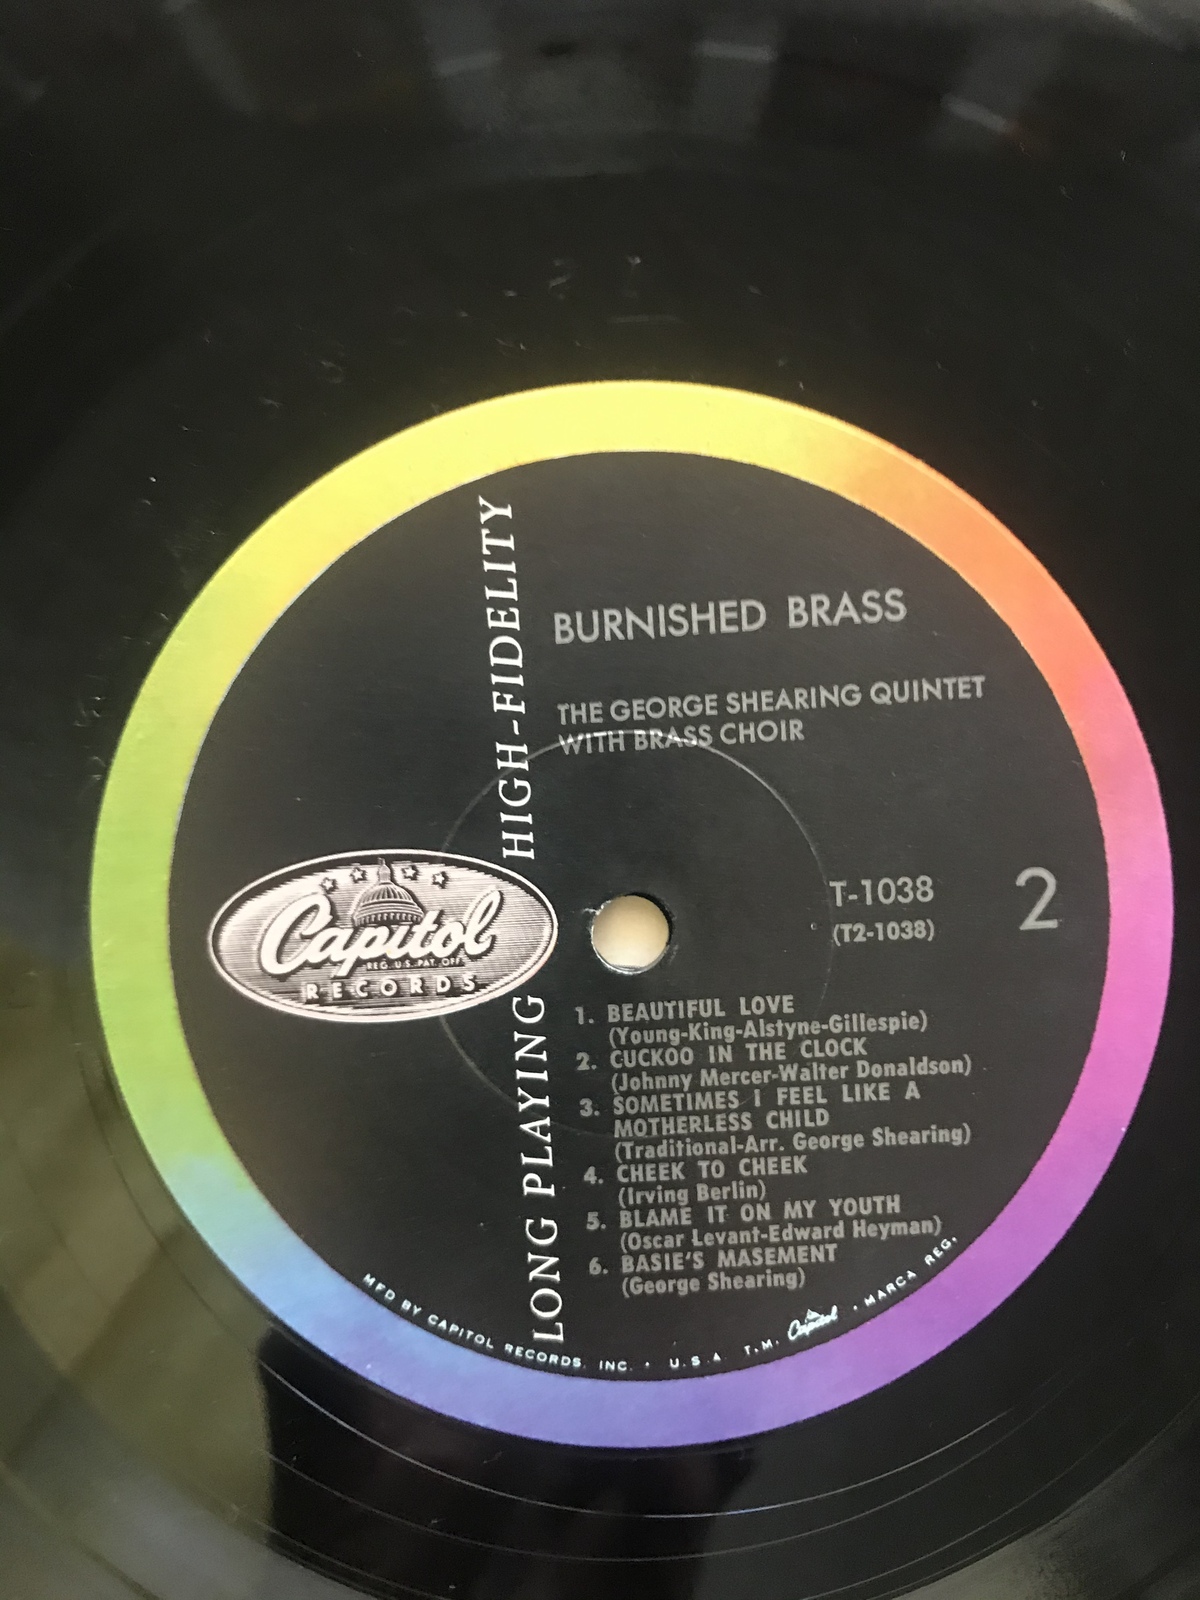 BURNISHED BRASS
THE GEORGE SHEARING QUINTET
WITH BRASS CHOIR
LONG PLAYING HIGH-FIDELITY
Capitol
REG. U.S. PAT. OFF.
RECORDS
T-1038
(T2-1038)
2
1. BEAUTIFUL LOVE
(Young-King-Alstyne-Gillespie)
2. CUCKOO IN THE CLOCK
(Johnny Mercer-Walter Donaldson)
3. SOMETIMES I FEEL LIKE A
MOTHERLESS CHILD
(Traditional-Arr. George Shearing)
4. CHEEK TO CHEEK
(Irving Berlin)
5. BLAME IT ON MY YOUTH
(Oscar Levant-Edward Heyman)
6. BASIE'S MASEMENT
(George Shearing)
MFD BY CAPITOL RECORDS, INC. • U.S.A T.M. Capitol • MARCA REG.